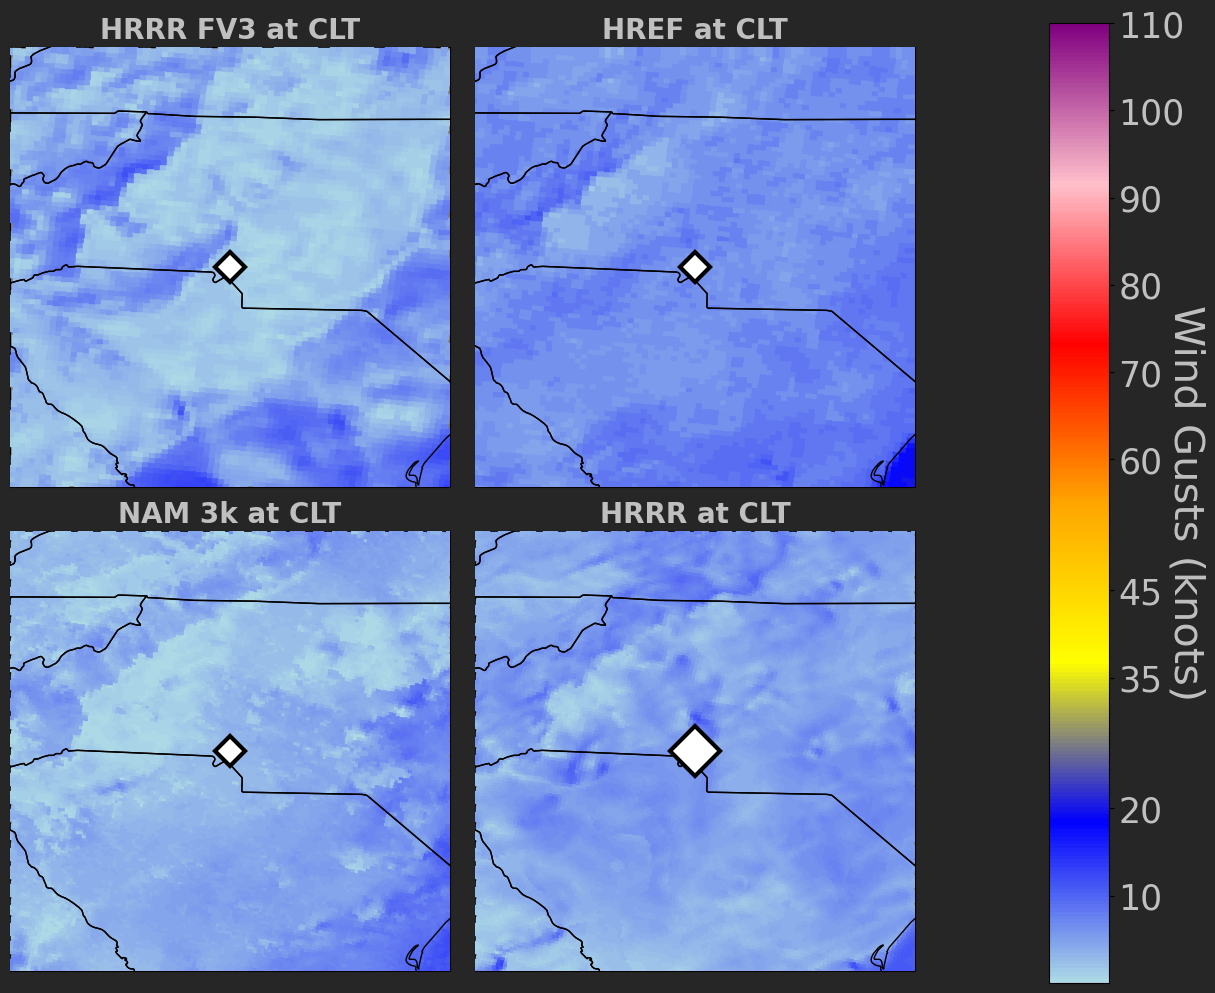 HRRR FV3 at CLT
HREF at CLT
NAM 3k at CLT
HRRR at CLT
110
100
90
80
70
60
45
35
20
10
Wind Gusts (knots)